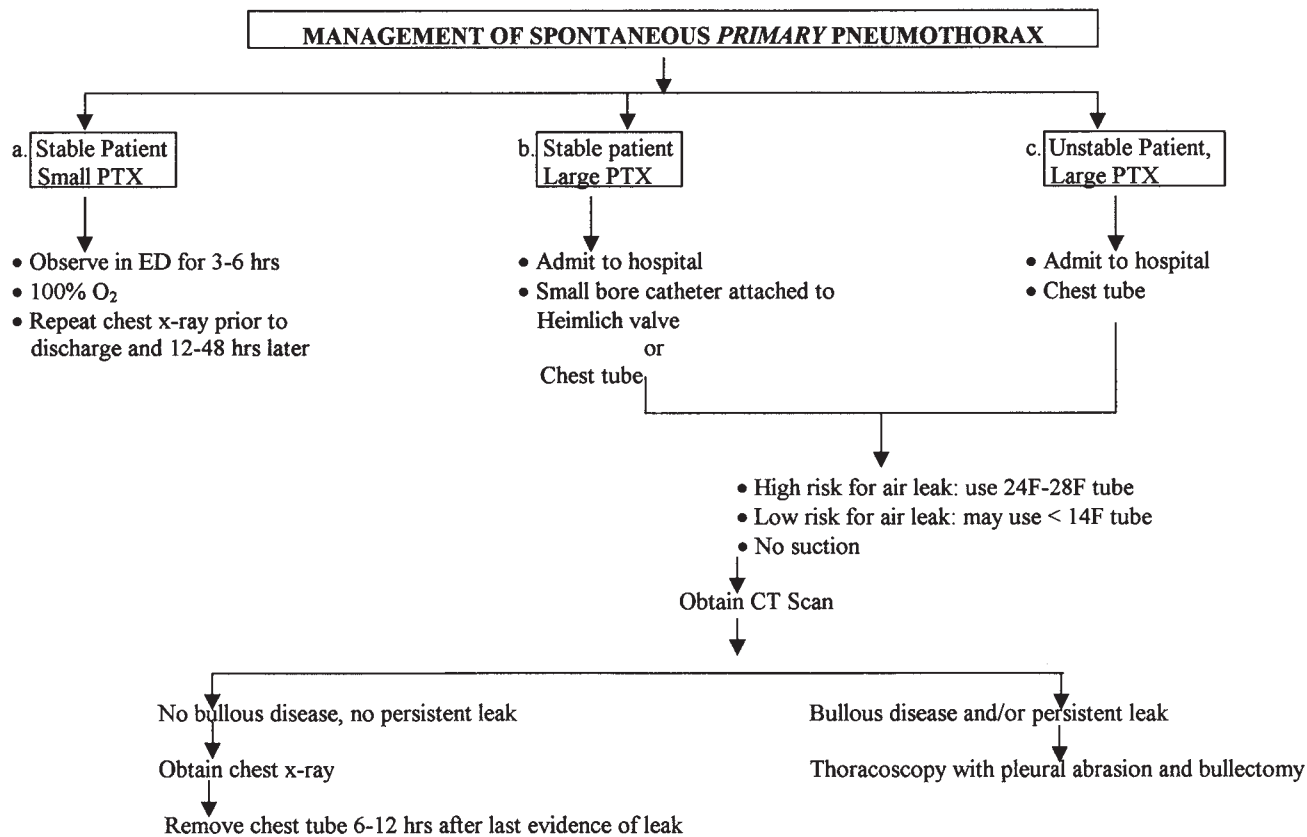 MANAGEMENT OF SPONTANEOUS PRIMARY PNEUMOTHORAX
a. Stable Patient
Small PTX
• Observe in ED for 3-6 hrs
• 100% O₂
• Repeat chest x-ray prior to
discharge and 12-48 hrs later
b. Stable patient
Large PTX
• Admit to hospital
• Small bore catheter attached to
Heimlich valve
or
Chest tube
c. Unstable Patient,
Large PTX
• Admit to hospital
• Chest tube
• High risk for air leak: use 24F-28F tube
• Low risk for air leak: may use < 14F tube
• No suction
Obtain CT Scan
No bullous disease, no persistent leak
Obtain chest x-ray
Remove chest tube 6-12 hrs after last evidence of leak
Bullous disease and/or persistent leak
Thoracoscopy with pleural abrasion and bullectomy